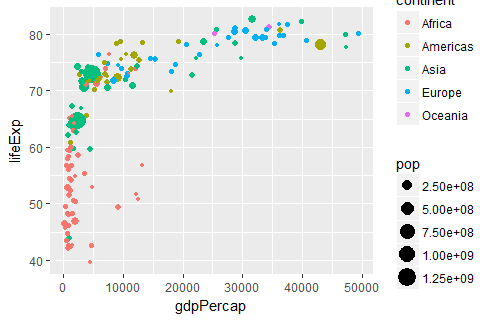 continent
Africa
Americas
Asia
Europe
Oceania
pop
2.50e+08
5.00e+08
7.50e+08
1.00e+09
1.25e+09
lifeExp
80
70
60
50
40
0 10000 20000 30000 40000 50000
gdpPercap